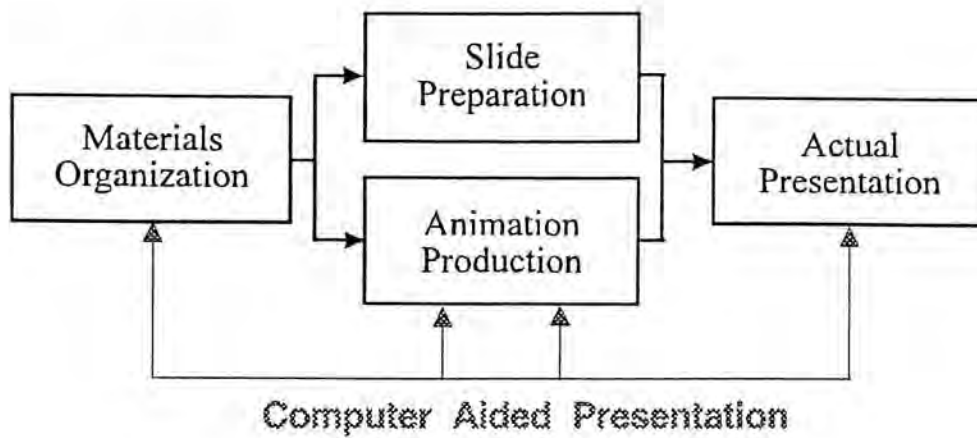 Materials
Organization
Slide
Preparation
Animation
Production
Actual
Presentation
Computer Aided Presentation